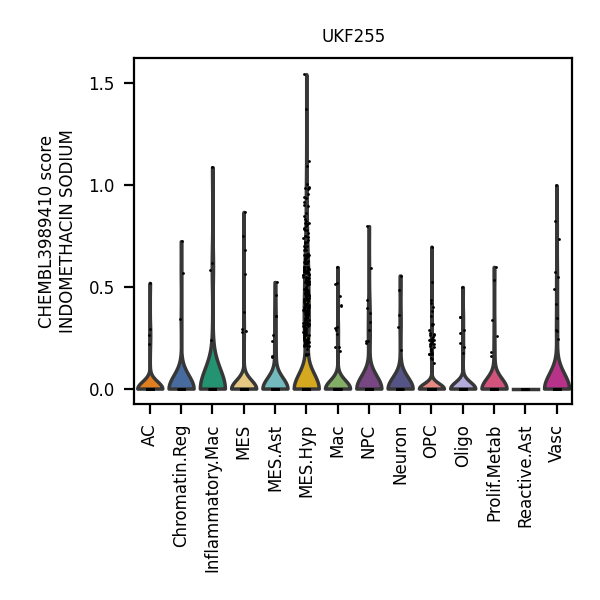 UKF255
CHEMBL3989410 score
INDOMETHACIN SODIUM
1.5
1.0
0.5
0.0
AC
Chromatin.Reg
Inflammatory.Mac
MES
MES.Ast
MES.Hyp
Mac
NPC
Neuron
OPC
Oligo
Prolif.Metab
Reactive.Ast
Vasc